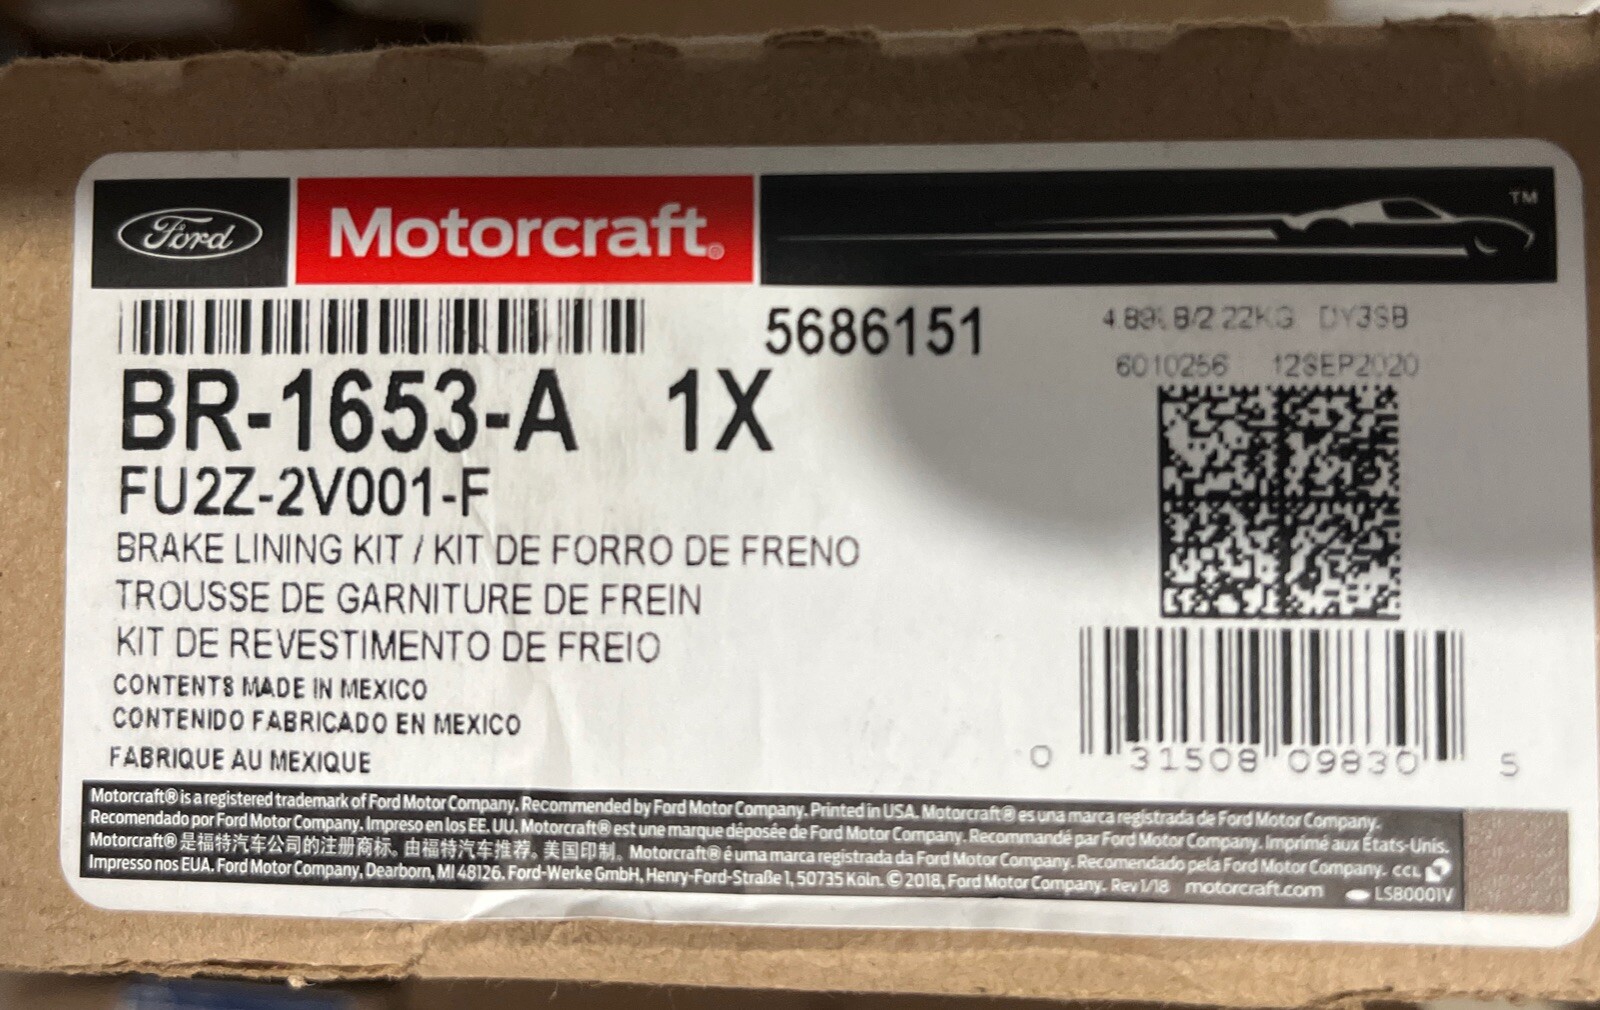 Ford
Motorcraft®
TM
5686151
4.89LB/2.22KG DY3SB
6010256 12SEP2020
BR-1653-A 1X
FU2Z-2V001-F
BRAKE LINING KIT / KIT DE FORRO DE FRENO
TROUSSE DE GARNITURE DE FREIN
KIT DE REVESTIMENTO DE FREIO
CONTENTS MADE IN MEXICO
CONTENIDO FABRICADO EN MEXICO
FABRIQUE AU MEXIQUE
0 31508 09830 5
Motorcraft® is a registered trademark of Ford Motor Company. Recommended by Ford Motor Company. Printed in USA. Motorcraft® es una marca registrada de Ford Motor Company.
Recomendado por Ford Motor Company. Impreso en los EE. UU. Motorcraft® est une marque déposée de Ford Motor Company. Recommandé par Ford Motor Company. Imprimé aux États-Unis.
Motorcraft® 是福特汽车公司的注册商标。由福特汽车推荐。美国印制。Motorcraft® é uma marca registrada da Ford Motor Company. Recomendado pela Ford Motor Company. CCL
Impresso nos EUA. Ford Motor Company, Dearborn, MI 48126. Ford-Werke GmbH, Henry-Ford-Straße 1, 50735 Köln. © 2018, Ford Motor Company. Rev 1/18 motorcraft.com LSB0001V